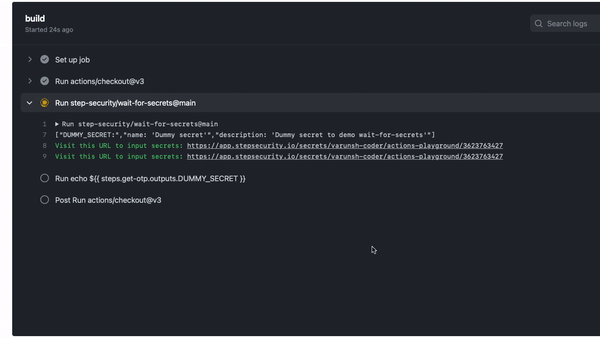 build
Started 24s ago
Search logs
Set up job
Run actions/checkout@v3
Run step-security/wait-for-secrets@main
1 Run step-security/wait-for-secrets@main
7 ["DUMMY_SECRET:","name: 'Dummy secret'","description: 'Dummy secret to demo wait-for-secrets'"]
8 Visit this URL to input secrets: https://app.stepsecurity.io/secrets/varunsh-coder/actions-playground/3623763427
9 Visit this URL to input secrets: https://app.stepsecurity.io/secrets/varunsh-coder/actions-playground/3623763427
Run echo ${{ steps.get-otp.outputs.DUMMY_SECRET }}
Post Run actions/checkout@v3